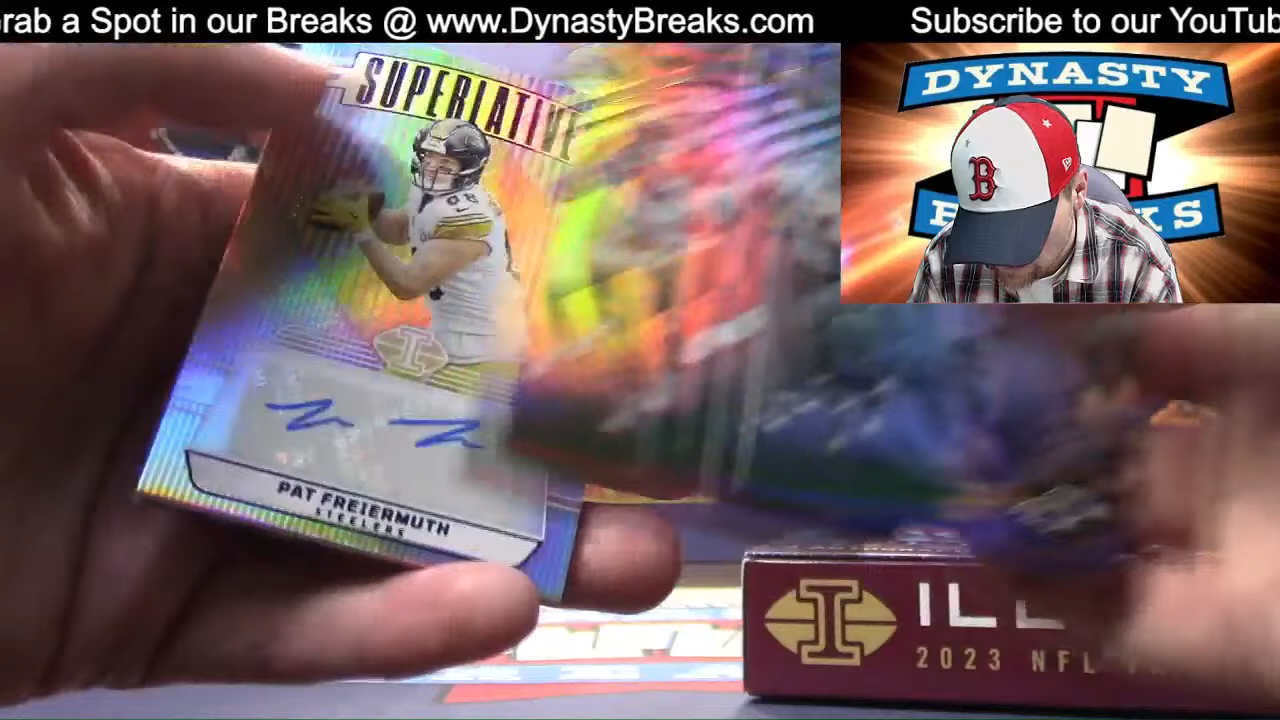 rab a Spot in our Breaks @ www.DynastyBreaks.com
Subscribe to our YouTub
DYNASTY
B
SUPERLATIVE
88
I
PAT FREIERMUTH
STEELERS
I
2023 NFL